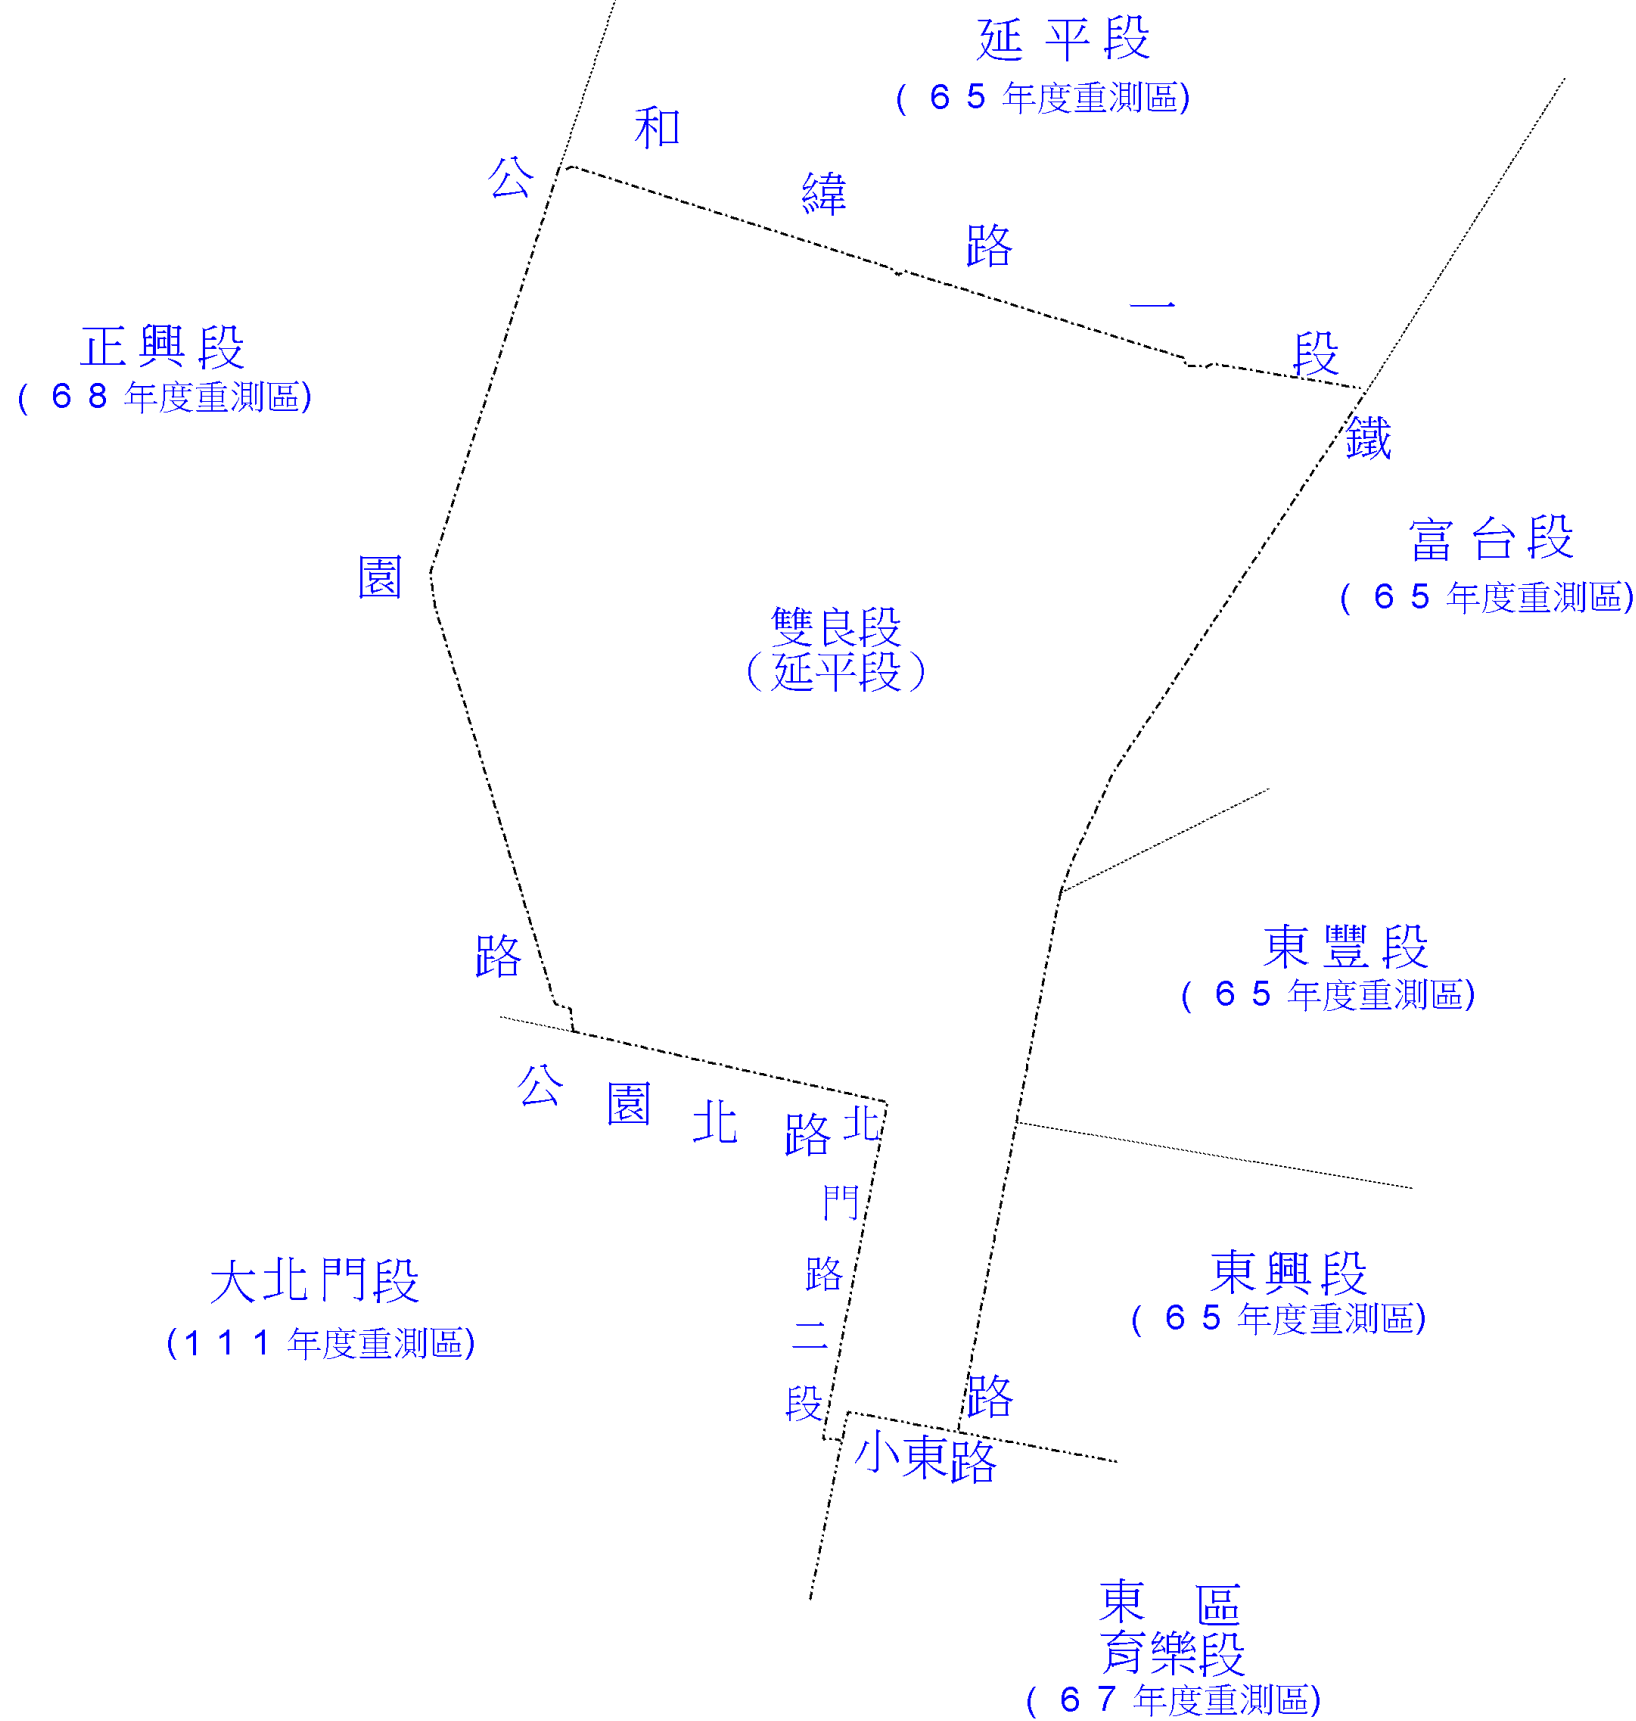 延平段
( 65年度重測區)
和緯路一段
公園路
正興段
( 68年度重測區)
鐵路
富台段
( 65年度重測區)
雙良段
（延平段）
東豐段
( 65年度重測區)
公園北路
北門路二段
大北門段
(111年度重測區)
東興段
( 65年度重測區)
小東路
東 區
育樂段
( 67年度重測區)